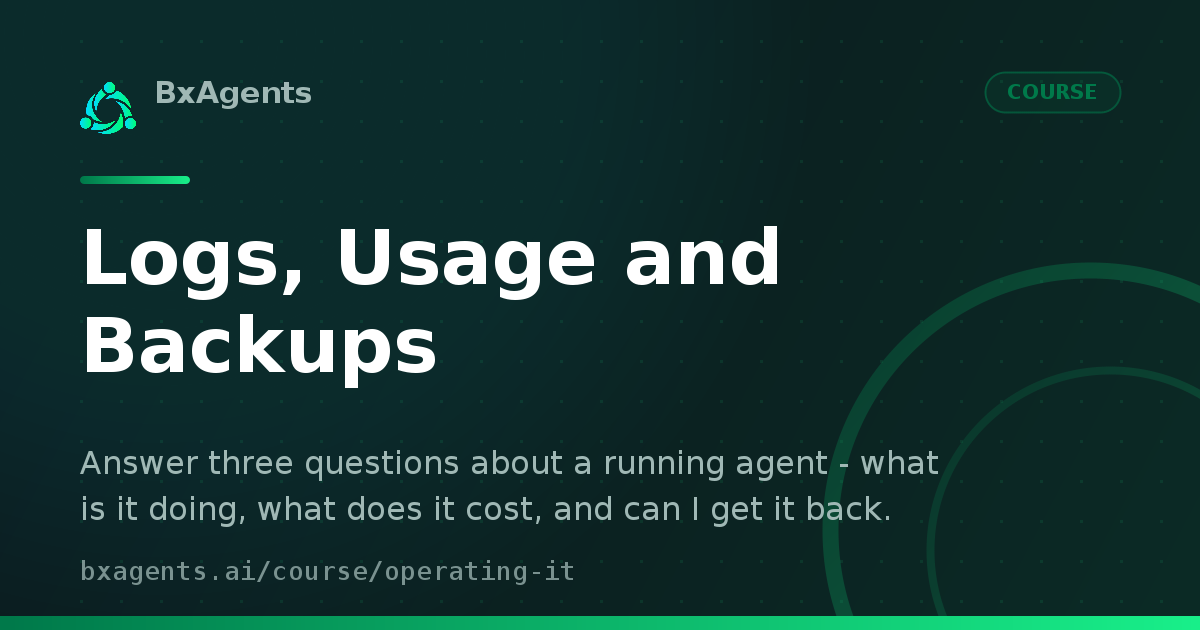 BxAgents
COURSE
Logs, Usage and
Backups
Answer three questions about a running agent - what
is it doing, what does it cost, and can I get it back.
bxagents.ai/course/operating-it